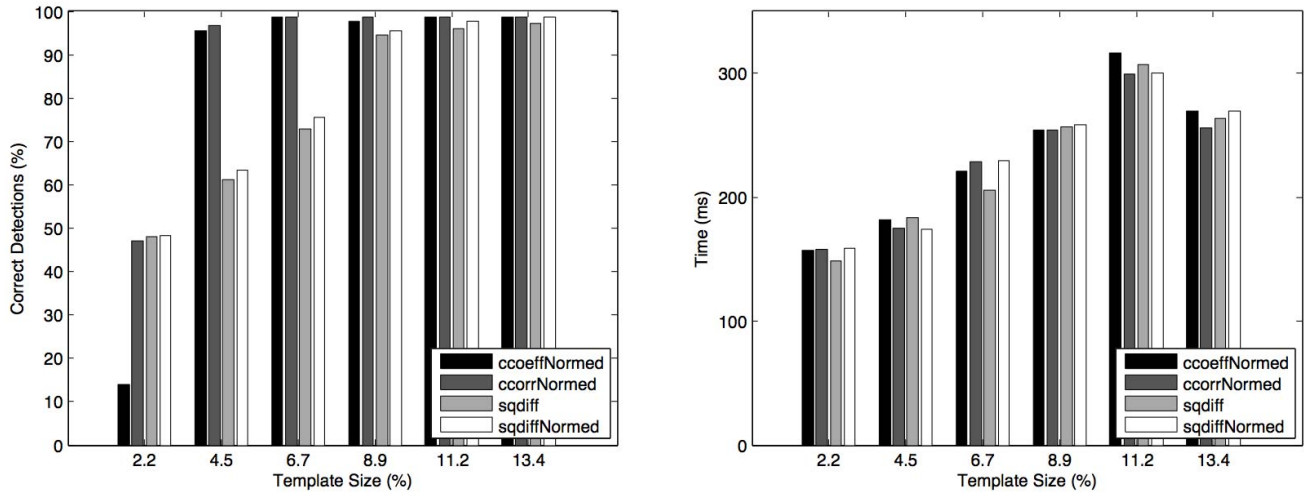 100
90
80
70
60
50
40
30
20
10
0
Correct Detections (%)
2.2 4.5 6.7 8.9 11.2 13.4
Template Size (%)
ccoeffNormed
ccorrNormed
sqdiff
sqdiffNormed
300
200
100
0
Time (ms)
2.2 4.5 6.7 8.9 11.2 13.4
Template Size (%)
ccoeffNormed
ccorrNormed
sqdiff
sqdiffNormed